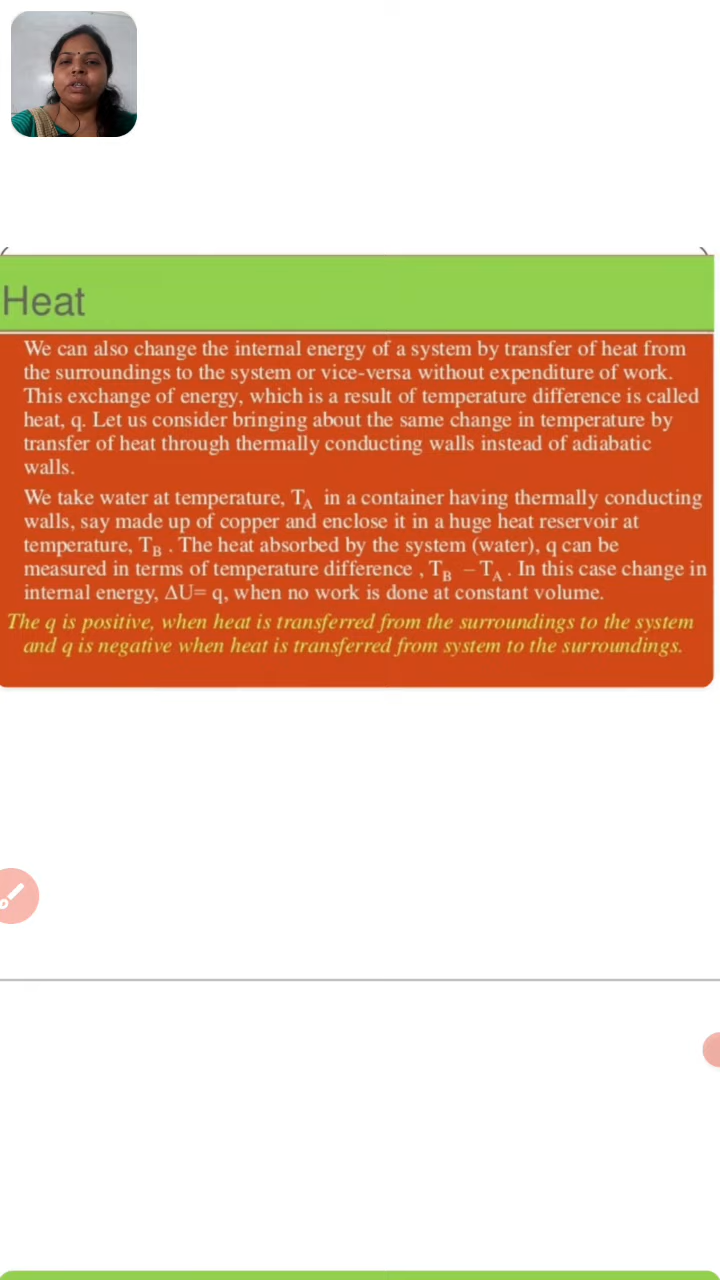 Heat
We can also change the internal energy of a system by transfer of heat from
the surroundings to the system or vice-versa without expenditure of work.
This exchange of energy, which is a result of temperature difference is called
heat, q. Let us consider bringing about the same change in temperature by
transfer of heat through thermally conducting walls instead of adiabatic
walls.
We take water at temperature, T_A in a container having thermally conducting
walls, say made up of copper and enclose it in a huge heat reservoir at
temperature, T_B . The heat absorbed by the system (water), q can be
measured in terms of temperature difference , T_B – T_A . In this case change in
internal energy, ΔU= q, when no work is done at constant volume.
The q is positive, when heat is transferred from the surroundings to the system
and q is negative when heat is transferred from system to the surroundings.